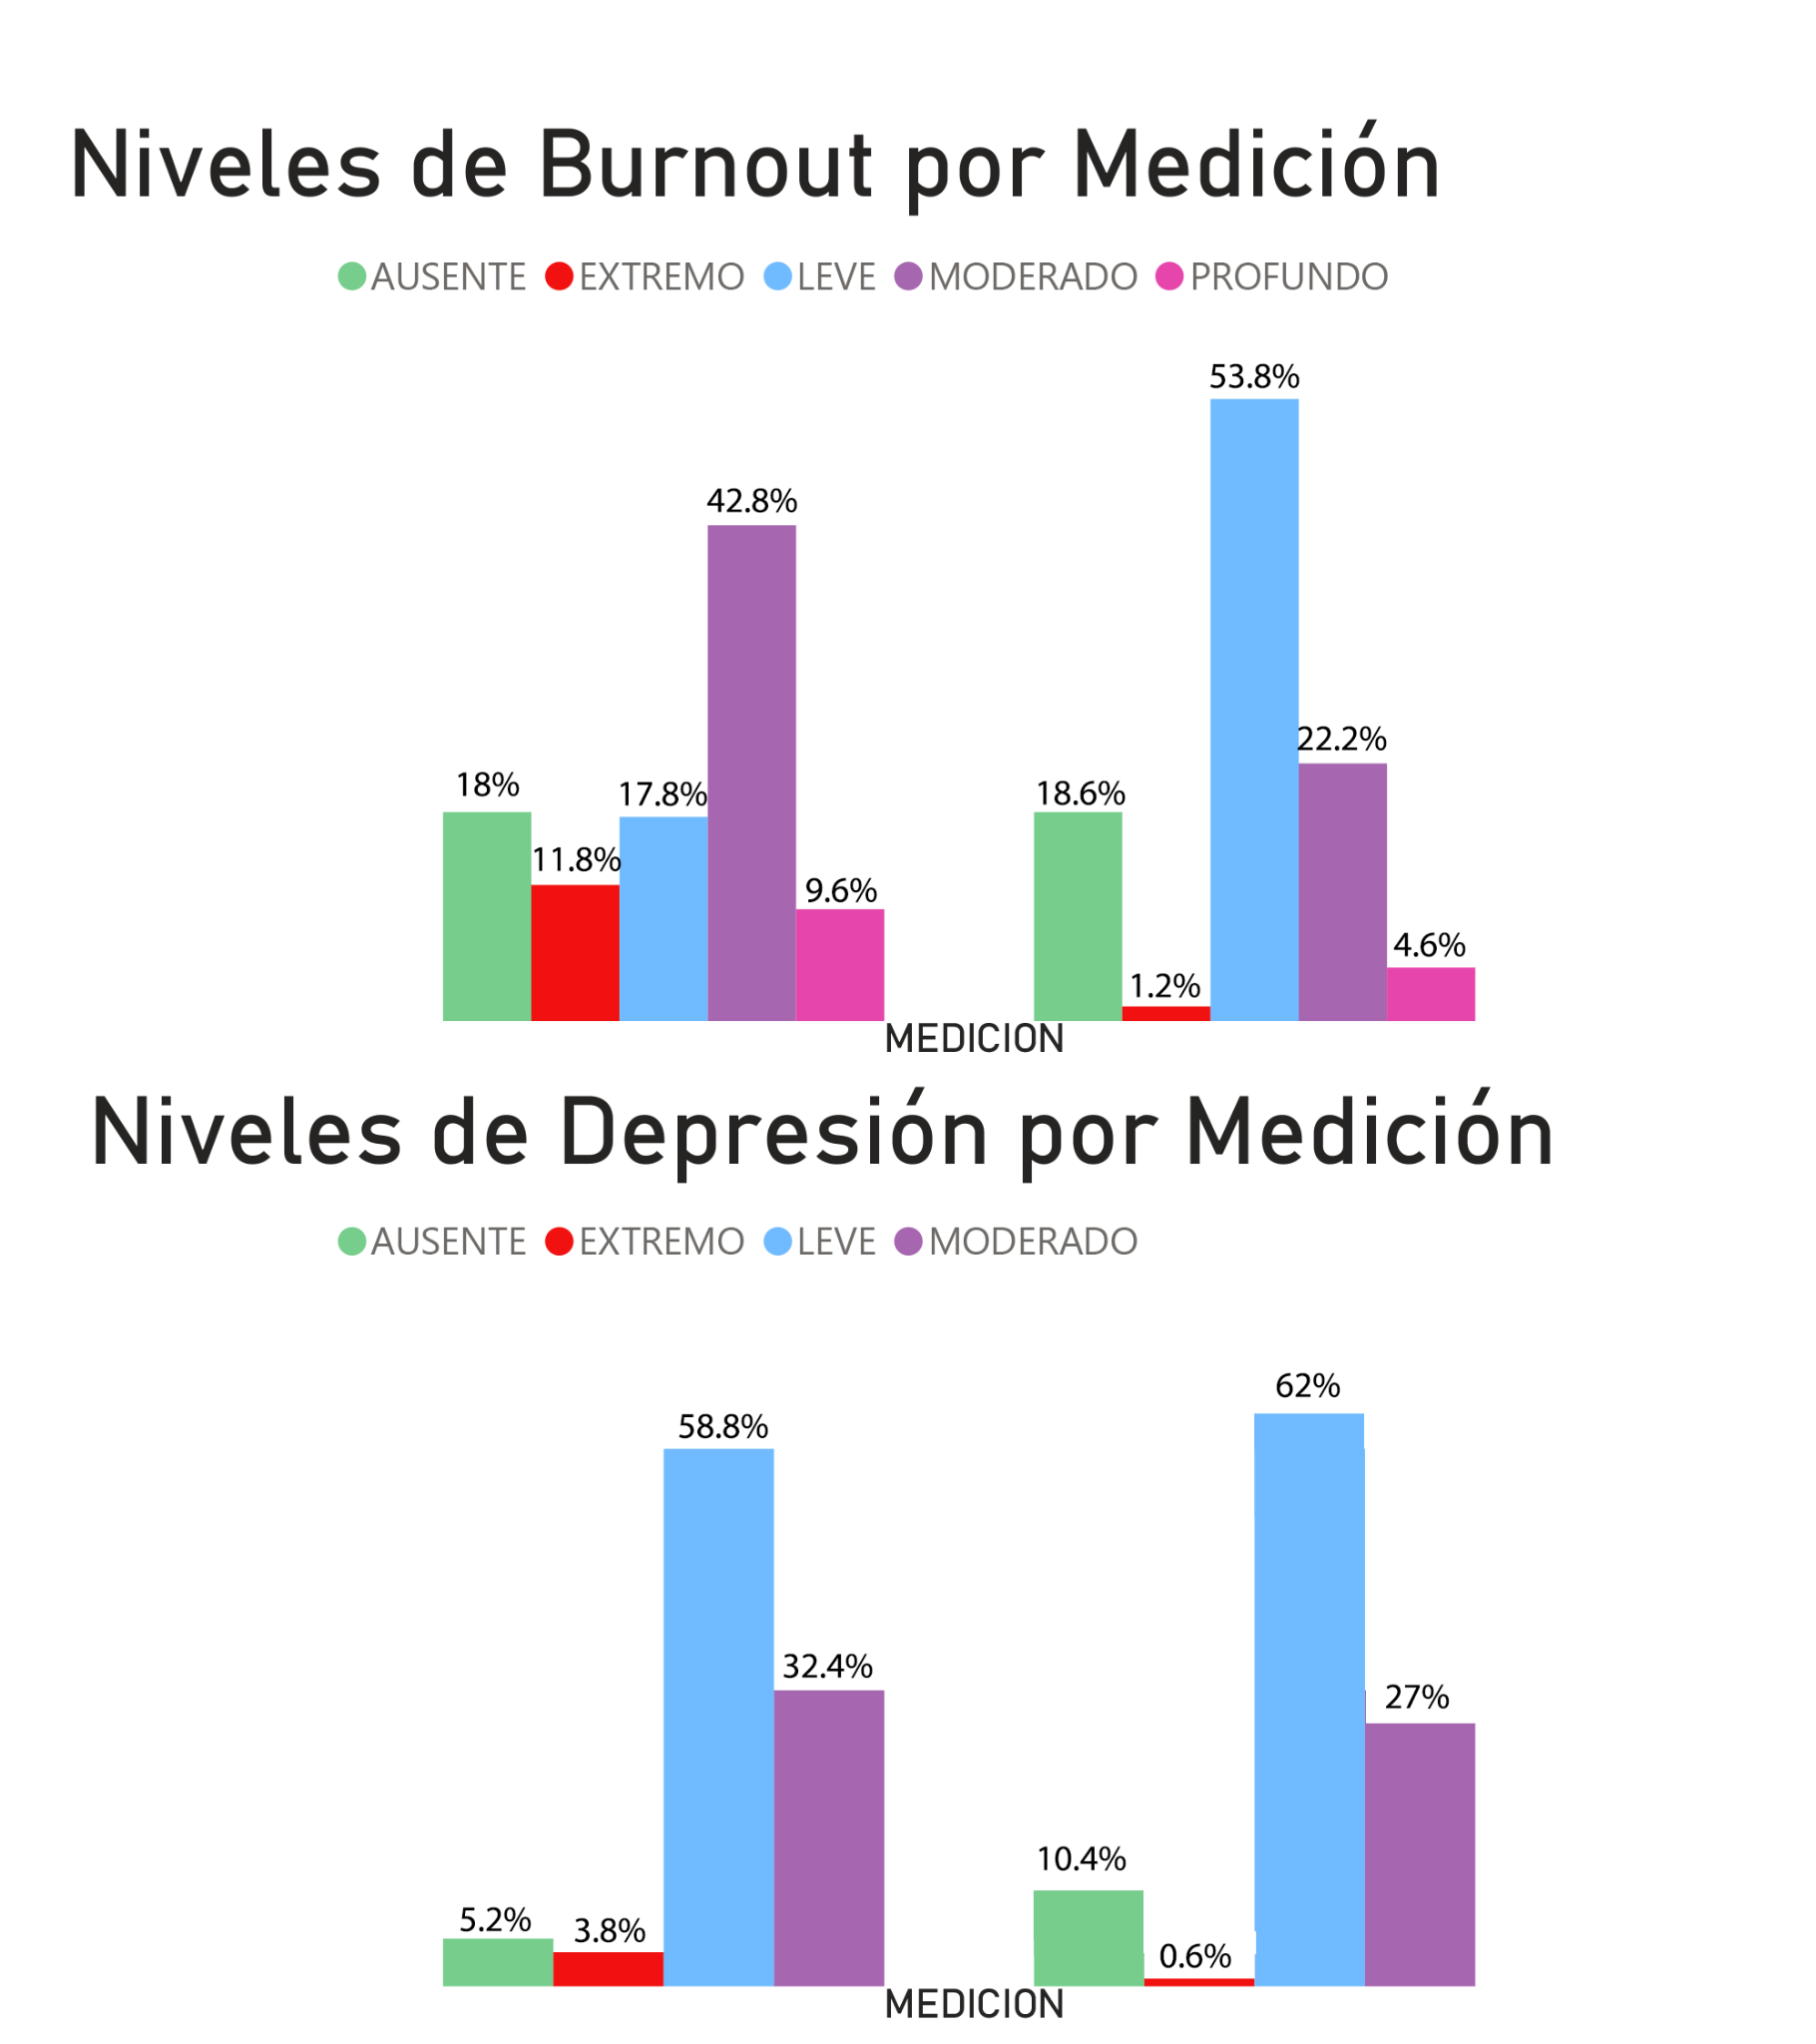 Niveles de Burnout por Medición
AUSENTE EXTREMO LEVE MODERADO PROFUNDO
53.8%
42.8%
22.2%
18% 17.8% 18.6%
11.8%
9.6%
4.6%
1.2%
MEDICION
Niveles de Depresión por Medición
AUSENTE EXTREMO LEVE MODERADO
62%
58.8%
32.4%
27%
10.4%
5.2% 3.8%
0.6%
MEDICION